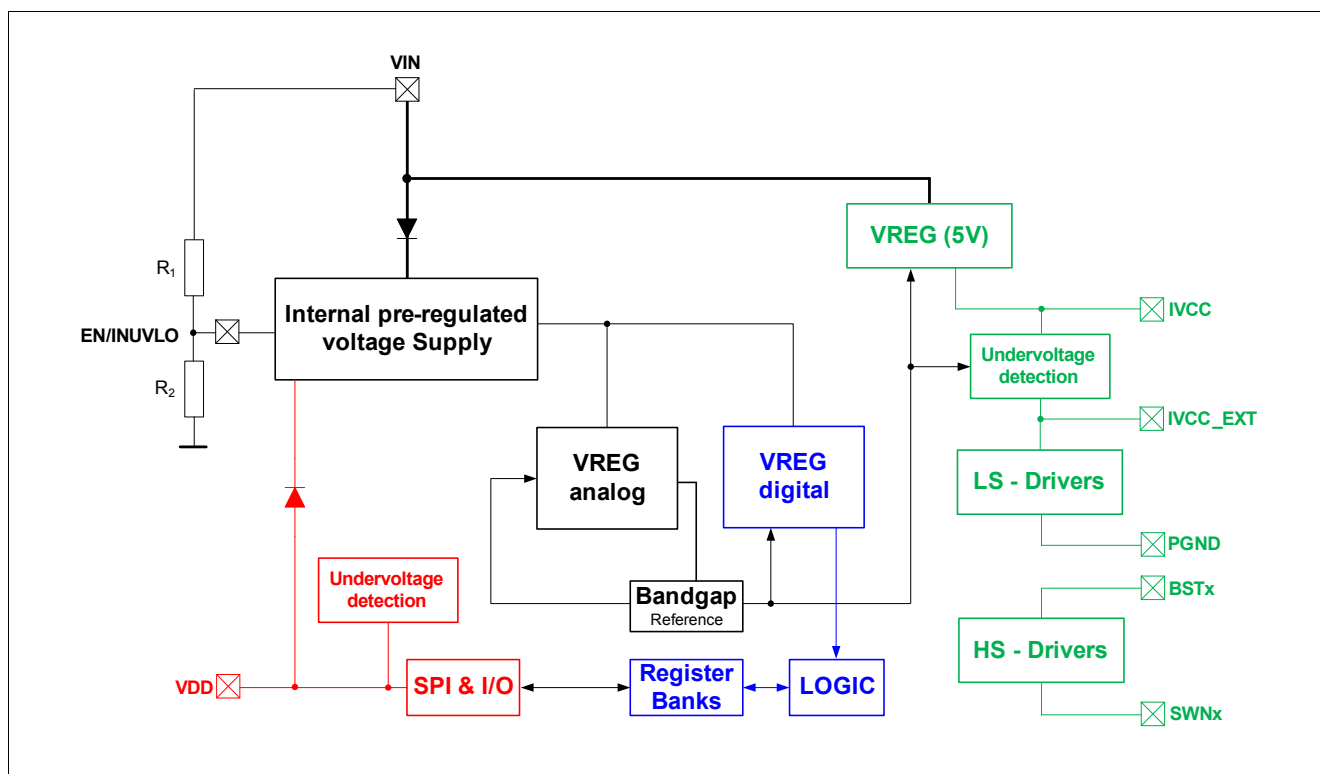 VIN
VREG (5V)
R1
Internal pre-regulated
voltage Supply
IVCC
EN/INUVLO
Undervoltage
detection
R2
IVCC_EXT
VREG
analog
VREG
digital
LS - Drivers
PGND
Undervoltage
detection
BSTx
Bandgap
Reference
HS - Drivers
VDD
SPI & I/O
Register
Banks
LOGIC
SWNx